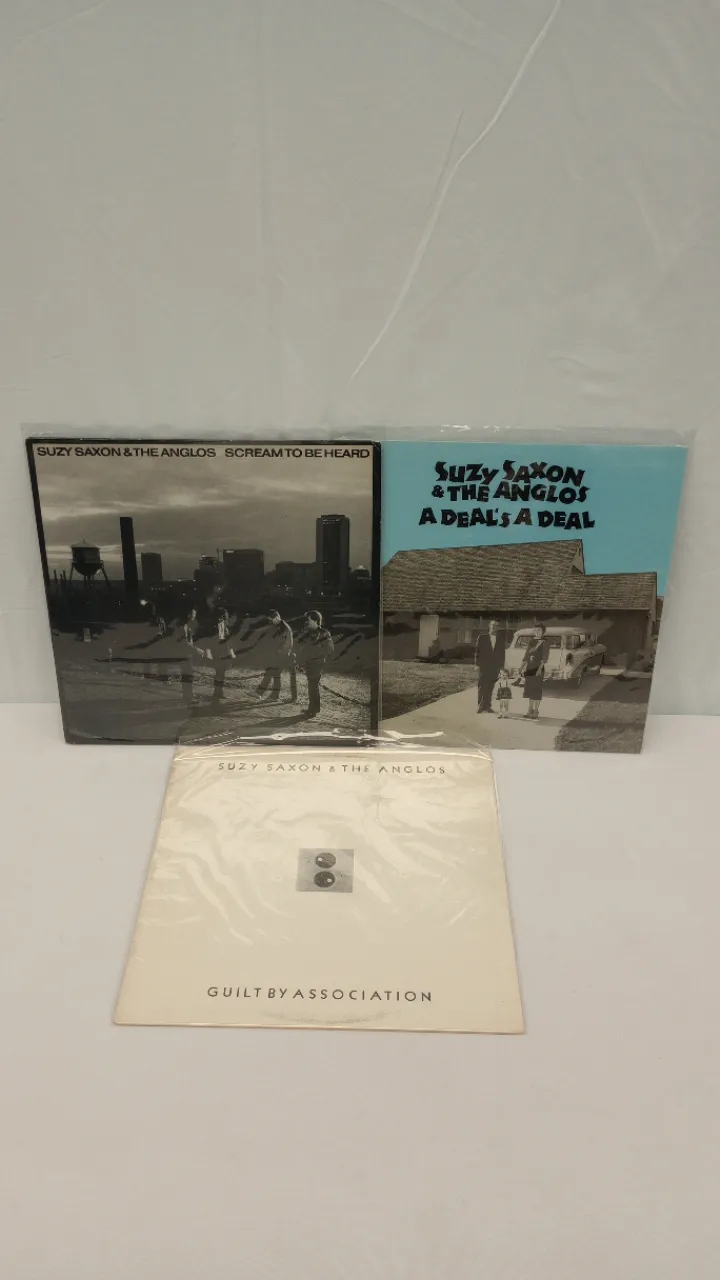 SUZY SAXON & THE ANGLOS SCREAM TO BE HEARD
SUZY SAXON
& THE ANGLOS
A DEAL'S A DEAL
SUZY SAXON & THE ANGLOS
GUILT BY ASSOCIATION